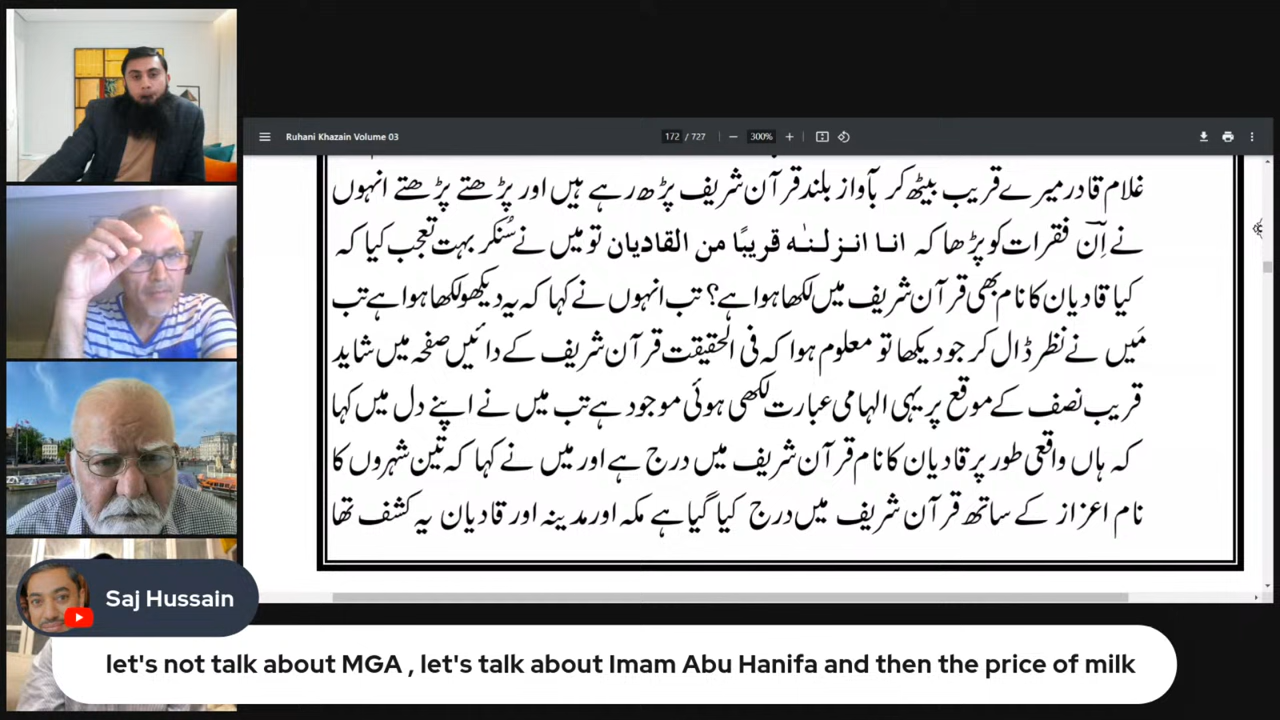 Ruhani Khazain Volume 03
172 / 727
300%
غلام قادر میرے قریب بیٹھ کر بآواز بلند قرآن شریف پڑھ رہے ہیں اور پڑھتے پڑھتے انہوں
نے اِن فقرات کو پڑھا کہ انا انزلنٰہ قریبًا من القادیان تو میں نے سُنکر بہت تعجب کیا کہ
کیا قادیان کا نام بھی قرآن شریف میں لکھا ہوا ہے؟ تب انہوں نے کہا کہ یہ دیکھو لکھا ہوا ہے تب
مَیں نے نظر ڈال کر جو دیکھا تو معلوم ہوا کہ فی الحقیقت قرآن شریف کے دائیں صفحہ میں شاید
قریب نصف کے موقع پر یہی الہامی عبارت لکھی ہوئی موجود ہے تب میں نے اپنے دل میں کہا
کہ ہاں واقعی طور پر قادیان کا نام قرآن شریف میں درج ہے اور میں نے کہا کہ تین شہروں کا
نام اعزاز کے ساتھ قرآن شریف میں درج کیا گیا ہے مکہ اور مدینہ اور قادیان یہ کشف تھا
Saj Hussain
let's not talk about MGA , let's talk about Imam Abu Hanifa and then the price of milk